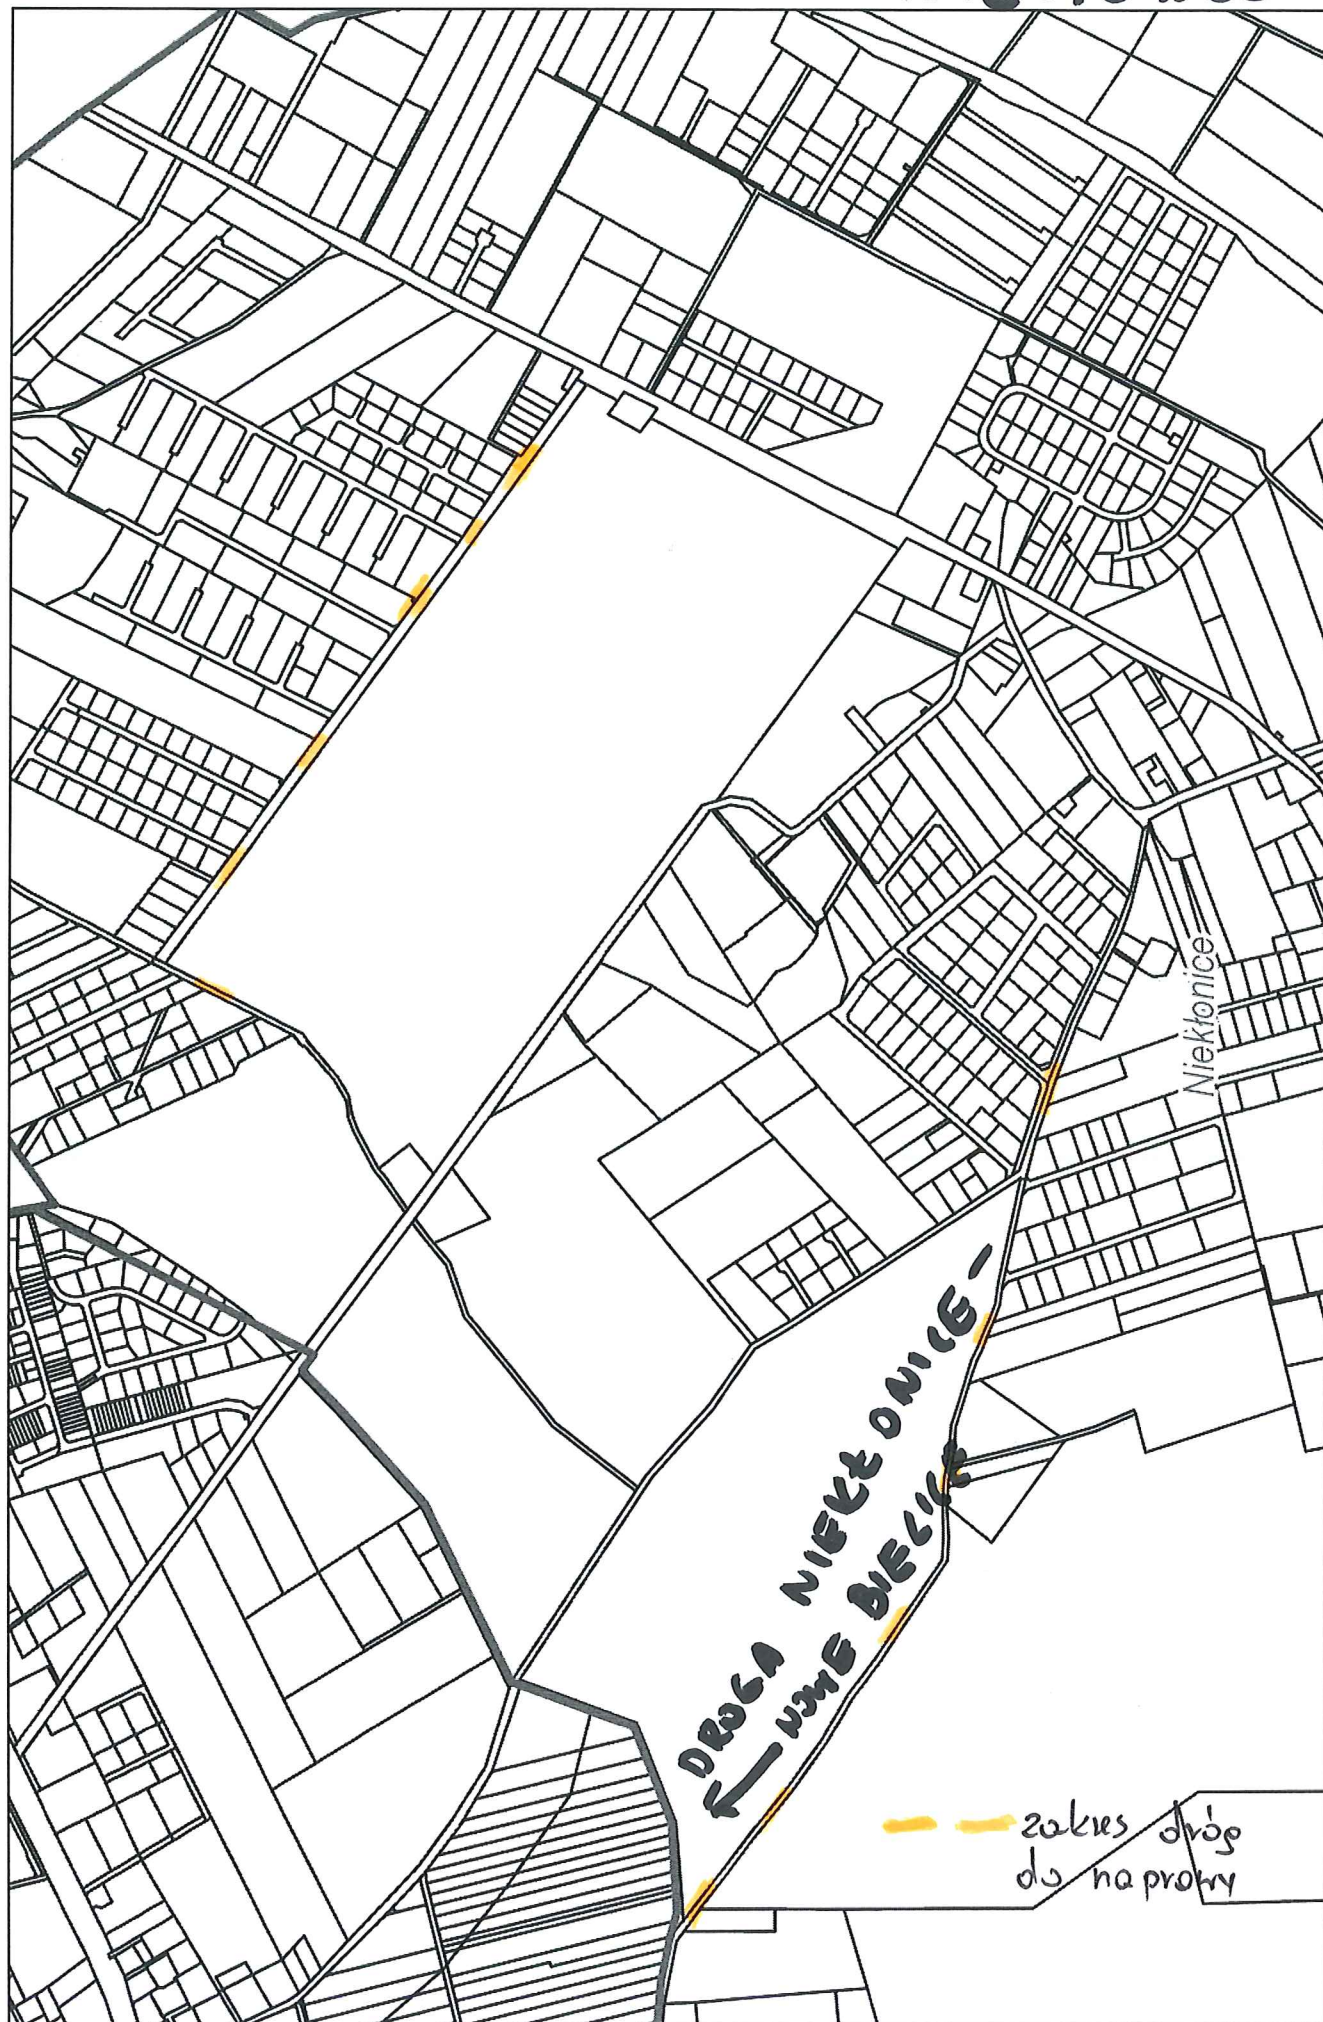 Niekłonice
DROGA NIEKŁONICE -
NOWE BIELICE
zakres dróg
do naprawy